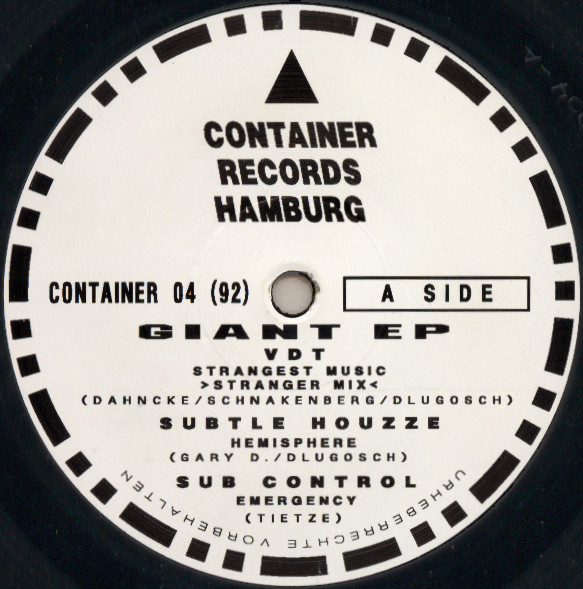 CONTAINER
RECORDS
HAMBURG
CONTAINER 04 (92)
A SIDE
GIANT EP
VDT
STRANGEST MUSIC
>STRANGER MIX<
(DAHNCKE/SCHNAKENBERG/DLUGOSCH)
SUBTLE HOUZZE
HEMISPHERE
(GARY D./DLUGOSCH)
SUB CONTROL
EMERGENCY
(TIETZE)
URHEBERRECHTE VORBEHALTEN